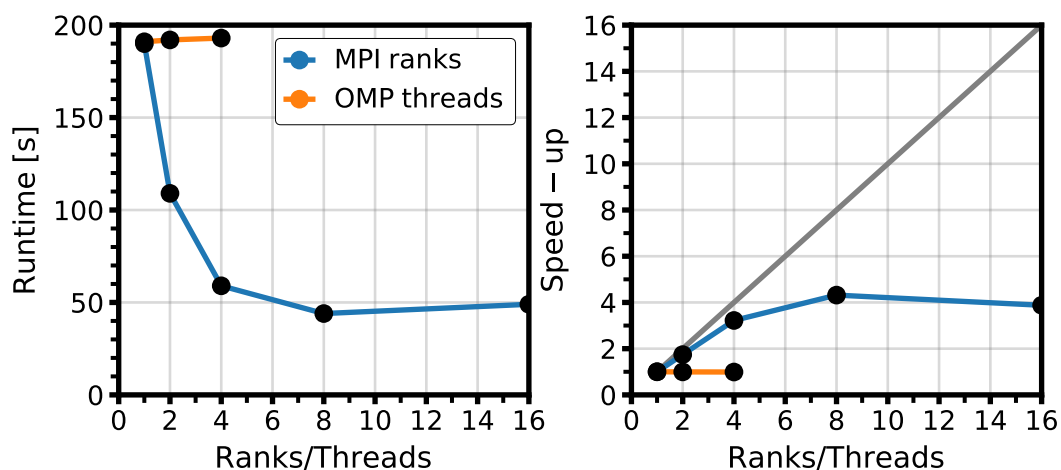 200
150
100
50
0
0 2 4 6 8 10 12 14 16
Runtime [s]
Ranks/Threads
MPI ranks
OMP threads
16
14
12
10
8
6
4
2
0
0 2 4 6 8 10 12 14 16
Speed − up
Ranks/Threads